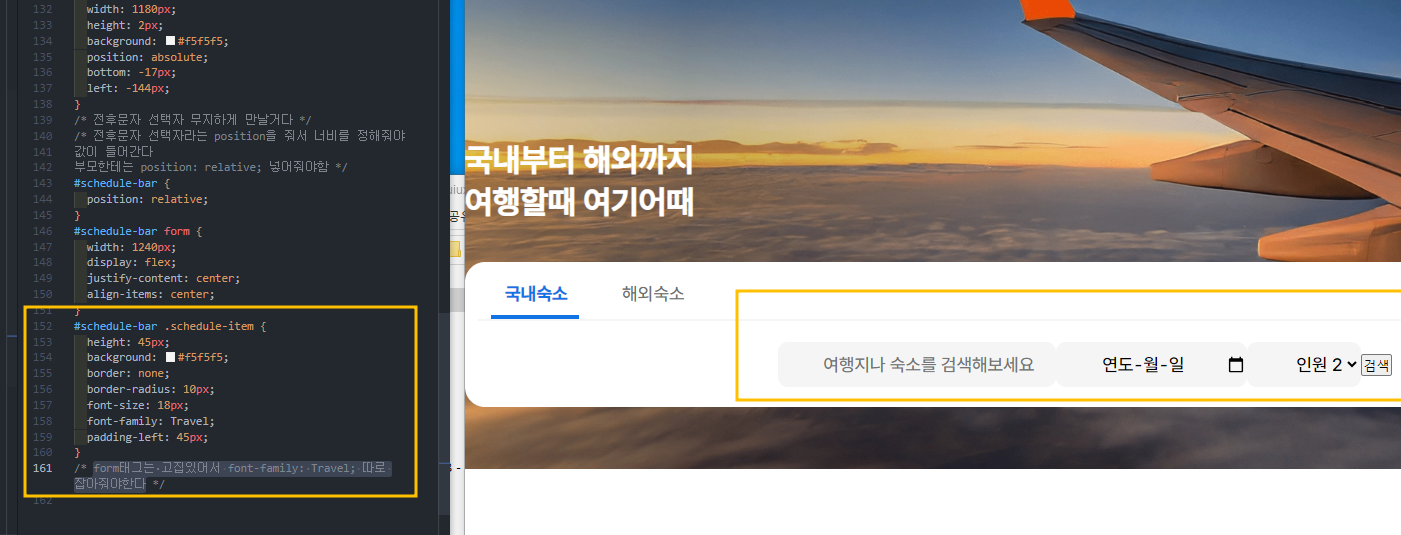 132 width: 1180px;
133 height: 2px;
134 background: #f5f5f5;
135 position: absolute;
136 bottom: -17px;
137 left: -144px;
138 }
139 /* 전후문자 선택자 무지하게 만날거다 */
140 /* 전후문자 선택자라는 position을 줘서 너비를 정해줘야
141 값이 들어간다
142 부모한테는 position: relative; 넣어줘야함 */
143 #schedule-bar {
144 position: relative;
145 }
146 #schedule-bar form {
147 width: 1240px;
148 display: flex;
149 justify-content: center;
150 align-items: center;
151 }
152 #schedule-bar .schedule-item {
153 height: 45px;
154 background: #f5f5f5;
155 border: none;
156 border-radius: 10px;
157 font-size: 18px;
158 font-family: Travel;
159 padding-left: 45px;
160 }
161 /* form태그는 고집있어서 font-family: Travel; 따로
잡아줘야한다 */
162
국내부터 해외까지
여행할때 여기어때
국내숙소 해외숙소
여행지나 숙소를 검색해보세요 연도-월-일 인원 2 검색